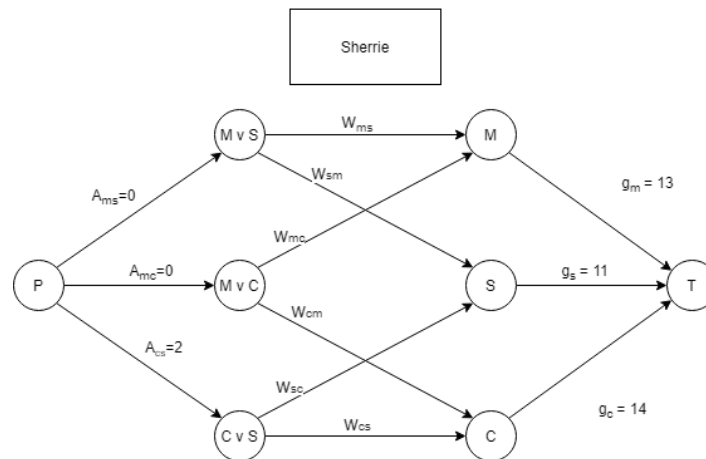 Sherrie
M v S
Wms
M
Wsm
gm = 13
Ams=0
Wmc
P
Amc=0
M v C
S
gs = 11
T
Wcm
Acs=2
Wsc
gc = 14
C v S
Wcs
C